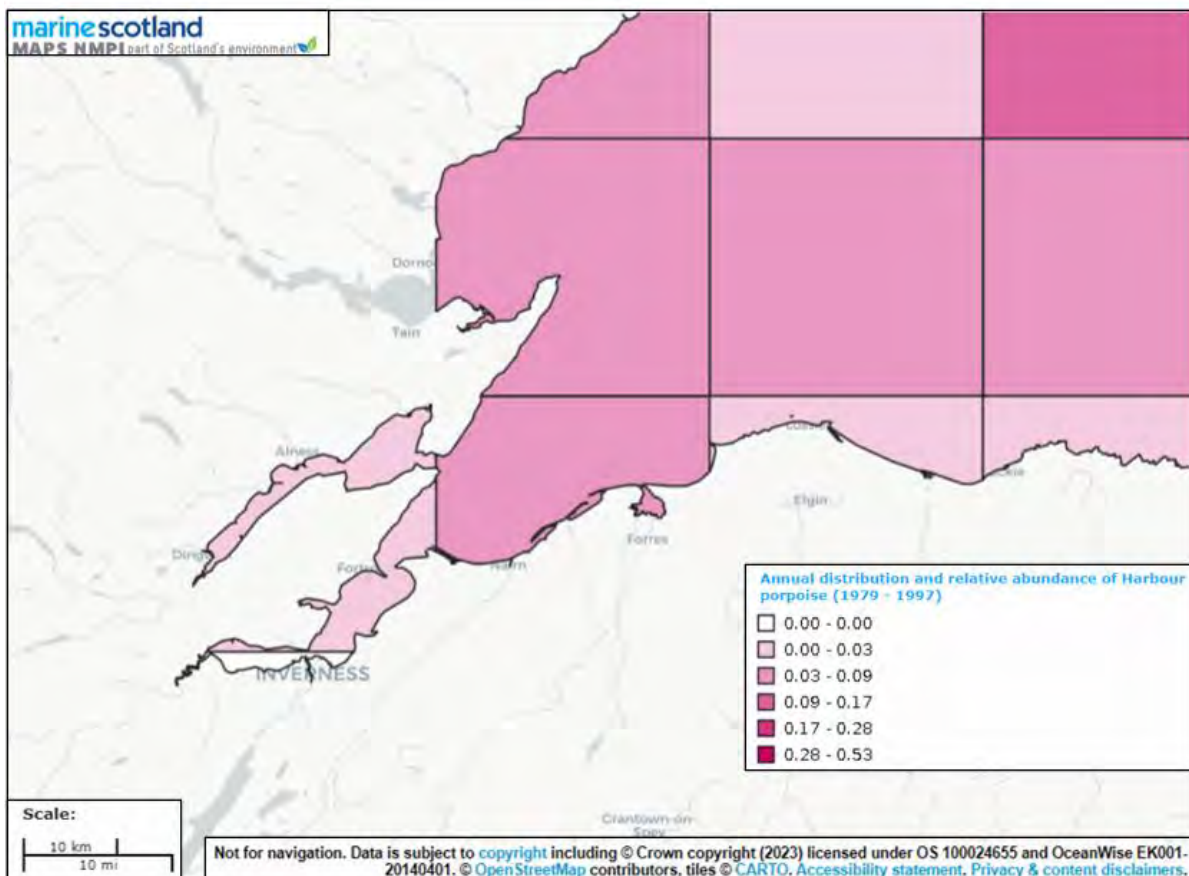 marinescotland
MAPS NMPI part of Scotland's environment
Dorno
Tain
Alness
Elgin
Forres
Nairn
INVERNESS
Annual distribution and relative abundance of Harbour
porpoise (1979 - 1997)
0.00 - 0.00
0.00 - 0.03
0.03 - 0.09
0.09 - 0.17
0.17 - 0.28
0.28 - 0.53
Scale:
10 km
10 mi
Crantown-on-
Spey
Not for navigation. Data is subject to copyright including © Crown copyright (2023) licensed under OS 100024655 and OceanWise EK001-
20140401. © OpenStreetMap contributors, tiles © CARTO. Accessibility statement. Privacy & content disclaimers.